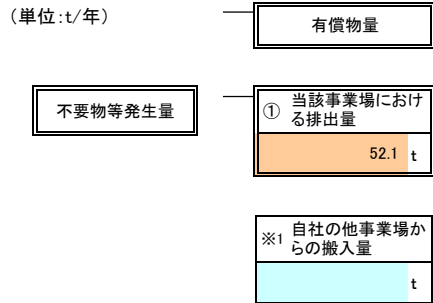 (単位:t/年)
有償物量
不要物等発生量
① 当該事業場におけ
る排出量
52.1 t
※1 自社の他事業場か
らの搬入量
t